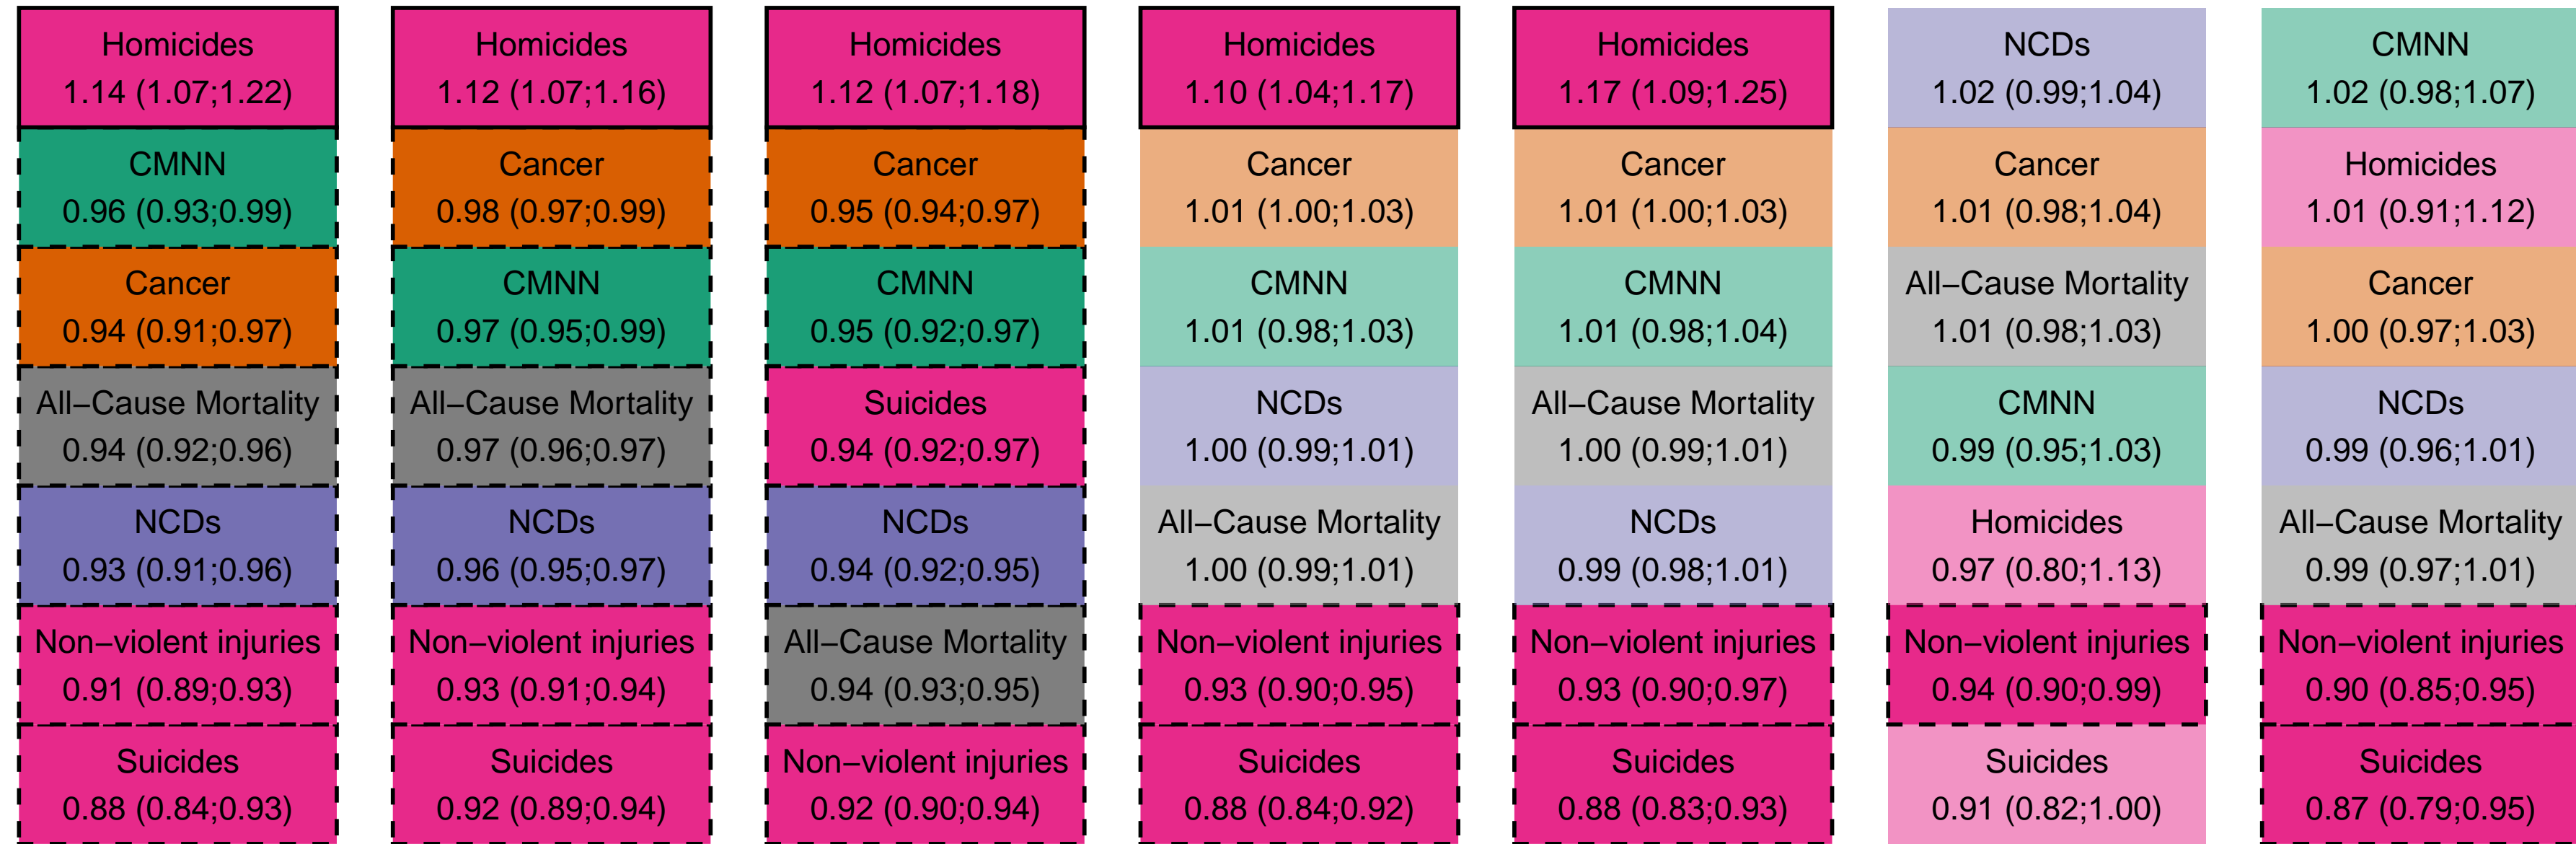 Homicides
1.14 (1.07;1.22)
CMNN
0.96 (0.93;0.99)
Cancer
0.94 (0.91;0.97)
All−Cause Mortality
0.94 (0.92;0.96)
NCDs
0.93 (0.91;0.96)
Non−violent injuries
0.91 (0.89;0.93)
Suicides
0.88 (0.84;0.93)
Homicides
1.12 (1.07;1.16)
Cancer
0.98 (0.97;0.99)
CMNN
0.97 (0.95;0.99)
All−Cause Mortality
0.97 (0.96;0.97)
NCDs
0.96 (0.95;0.97)
Non−violent injuries
0.93 (0.91;0.94)
Suicides
0.92 (0.89;0.94)
Homicides
1.12 (1.07;1.18)
Cancer
0.95 (0.94;0.97)
CMNN
0.95 (0.92;0.97)
Suicides
0.94 (0.92;0.97)
NCDs
0.94 (0.92;0.95)
All−Cause Mortality
0.94 (0.93;0.95)
Non−violent injuries
0.92 (0.90;0.94)
Homicides
1.10 (1.04;1.17)
Cancer
1.01 (1.00;1.03)
CMNN
1.01 (0.98;1.03)
NCDs
1.00 (0.99;1.01)
All−Cause Mortality
1.00 (0.99;1.01)
Non−violent injuries
0.93 (0.90;0.95)
Suicides
0.88 (0.84;0.92)
Homicides
1.17 (1.09;1.25)
Cancer
1.01 (1.00;1.03)
CMNN
1.01 (0.98;1.04)
All−Cause Mortality
1.00 (0.99;1.01)
NCDs
0.99 (0.98;1.01)
Non−violent injuries
0.93 (0.90;0.97)
Suicides
0.88 (0.83;0.93)
NCDs
1.02 (0.99;1.04)
Cancer
1.01 (0.98;1.04)
All−Cause Mortality
1.01 (0.98;1.03)
CMNN
0.99 (0.95;1.03)
Homicides
0.97 (0.80;1.13)
Non−violent injuries
0.94 (0.90;0.99)
Suicides
0.91 (0.82;1.00)
CMNN
1.02 (0.98;1.07)
Homicides
1.01 (0.91;1.12)
Cancer
1.00 (0.97;1.03)
NCDs
0.99 (0.96;1.01)
All−Cause Mortality
0.99 (0.97;1.01)
Non−violent injuries
0.90 (0.85;0.95)
Suicides
0.87 (0.79;0.95)